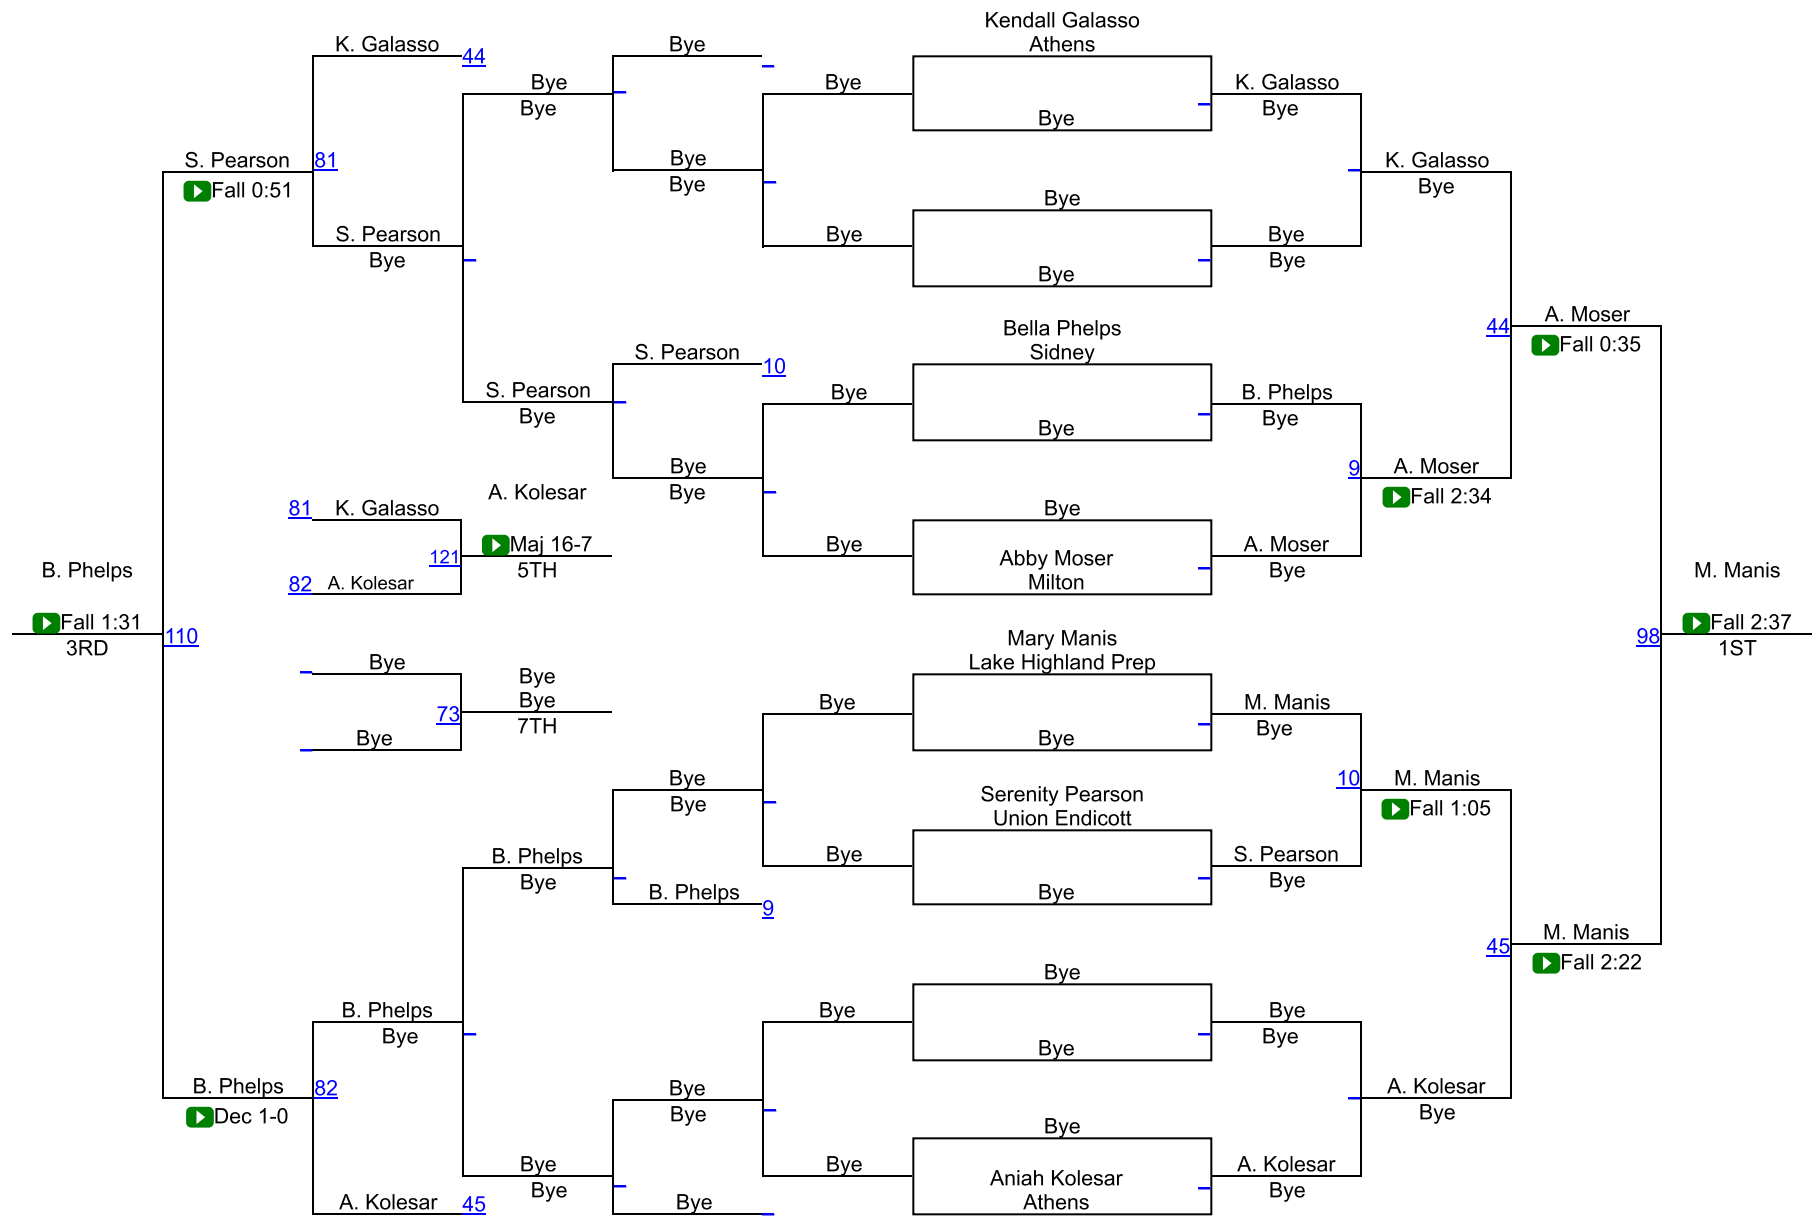 Kendall Galasso
Athens
K. Galasso
44
Bye
Bye
Bye
Bye
Bye
K. Galasso
Bye
Bye
S. Pearson
81
Fall 0:51
Bye
Bye
K. Galasso
Bye
Bye
S. Pearson
Bye
Bye
Bye
Bye
Bye
Bella Phelps
Sidney
44
A. Moser
Fall 0:35
S. Pearson
10
S. Pearson
Bye
Bye
B. Phelps
Bye
Bye
Bye
Bye
9
A. Moser
Fall 2:34
A. Kolesar
81
K. Galasso
121
Maj 16-7
5TH
82
A. Kolesar
Bye
Bye
Abby Moser
Milton
A. Moser
Bye
B. Phelps
Fall 1:31
3RD
110
M. Manis
98
Fall 2:37
1ST
Mary Manis
Lake Highland Prep
Bye
Bye
Bye
73
7TH
Bye
Bye
Bye
M. Manis
Bye
Bye
Bye
10
M. Manis
Fall 1:05
Serenity Pearson
Union Endicott
B. Phelps
Bye
Bye
Bye
S. Pearson
Bye
B. Phelps
9
45
M. Manis
Fall 2:22
Bye
B. Phelps
Bye
Bye
Bye
Bye
Bye
B. Phelps
82
Dec 1-0
Bye
Bye
A. Kolesar
Bye
Bye
Bye
Bye
Bye
Aniah Kolesar
Athens
A. Kolesar
Bye
A. Kolesar
45
Bye